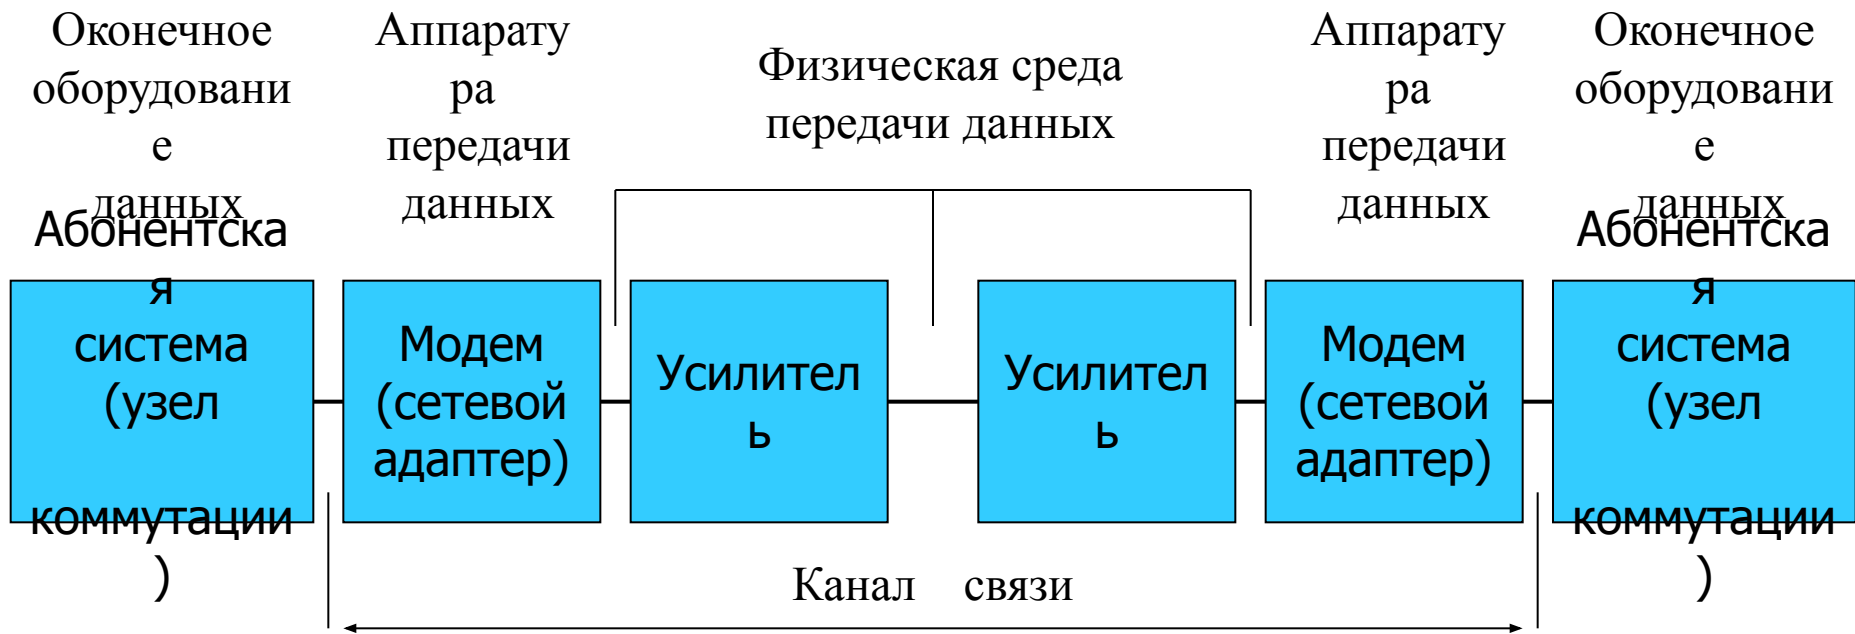 Оконечное
оборудовани
е
данных
Аппарату
ра
передачи
данных
Физическая среда
передачи данных
Аппарату
ра
передачи
данных
Оконечное
оборудовани
е
данных
Абонентска
я
система
(узел
коммутации
)
Модем
(сетевой
адаптер)
Усилител
ь
Усилител
ь
Модем
(сетевой
адаптер)
Абонентска
я
система
(узел
коммутации
)
Канал связи